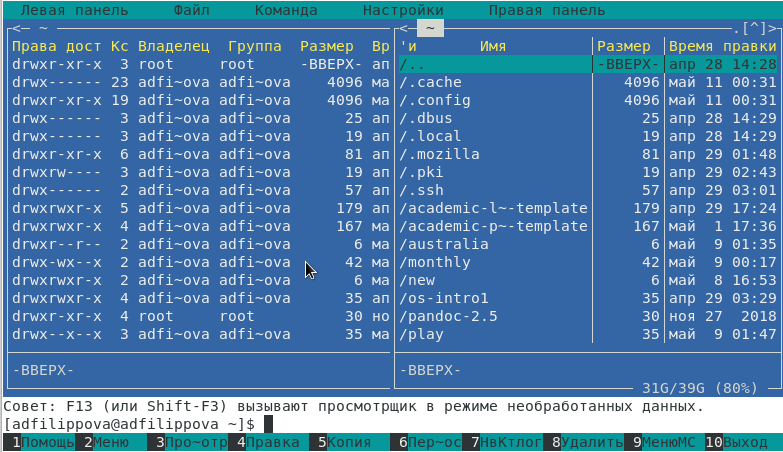 Левая панель Файл Команда Настройки Правая панель
<─ ~ <─ ~ .[^]>
Права дост Кс Владелец Группа Размер Вр 'и Имя Размер Время правки
drwxr-xr-x 3 root root -ВВЕРХ- ап /.. -ВВЕРХ- апр 28 14:28
drwx------ 23 adfi~ova adfi~ova 4096 ма /.cache 4096 май 11 00:31
drwxr-xr-x 19 adfi~ova adfi~ova 4096 ма /.config 4096 май 11 00:31
drwx------ 3 adfi~ova adfi~ova 25 ап /.dbus 25 апр 28 14:29
drwx------ 3 adfi~ova adfi~ova 19 ап /.local 19 апр 28 14:29
drwxr-xr-x 6 adfi~ova adfi~ova 81 ап /.mozilla 81 апр 29 01:48
drwxrw---- 3 adfi~ova adfi~ova 19 ап /.pki 19 апр 29 02:43
drwx------ 2 adfi~ova adfi~ova 57 ап /.ssh 57 апр 29 03:01
drwxrwxr-x 5 adfi~ova adfi~ova 179 ап /academic-l~-template 179 апр 29 17:24
drwxrwxr-x 4 adfi~ova adfi~ova 167 ма /academic-p~-template 167 май 1 17:36
drwxr--r-- 2 adfi~ova adfi~ova 6 ма /australia 6 май 9 01:35
drwx-wx--x 2 adfi~ova adfi~ova 42 ма /monthly 42 май 9 00:17
drwxrwxr-x 2 adfi~ova adfi~ova 6 ма /new 6 май 8 16:53
drwxrwxr-x 4 adfi~ova adfi~ova 35 ап /os-intro1 35 апр 29 03:29
drwxr-xr-x 4 root root 30 но /pandoc-2.5 30 ноя 27 2018
drwx--x--x 3 adfi~ova adfi~ova 35 ма /play 35 май 9 01:47
-ВВЕРХ- -ВВЕРХ-
31G/39G (80%)
Совет: F13 (или Shift-F3) вызывают просмотрщик в режиме необработанных данных.
[adfilippova@adfilippova ~]$
1Помощь 2Меню 3Про~отр 4Правка 5Копия 6Пер~ос 7НвКтлог 8Удалить 9МенюМС 10Выход